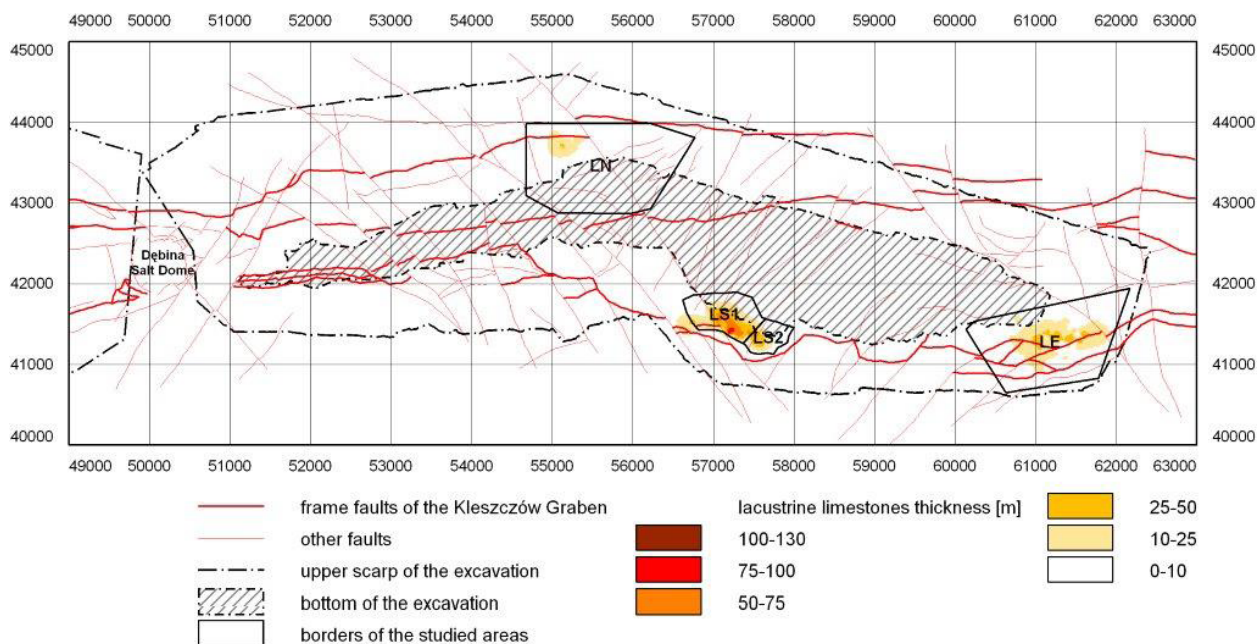 49000 50000 51000 52000 53000 54000 55000 56000 57000 58000 59000 60000 61000 62000 63000
45000 45000
44000 44000
LN
43000 43000
Dębina
Salt Dome
42000 42000
LS1
LS2 LE
41000 41000
40000 40000
49000 50000 51000 52000 53000 54000 55000 56000 57000 58000 59000 60000 61000 62000 63000
frame faults of the Kleszczów Graben lacustrine limestones thickness [m] 25-50
other faults 100-130 10-25
upper scarp of the excavation 75-100 0-10
bottom of the excavation 50-75
borders of the studied areas